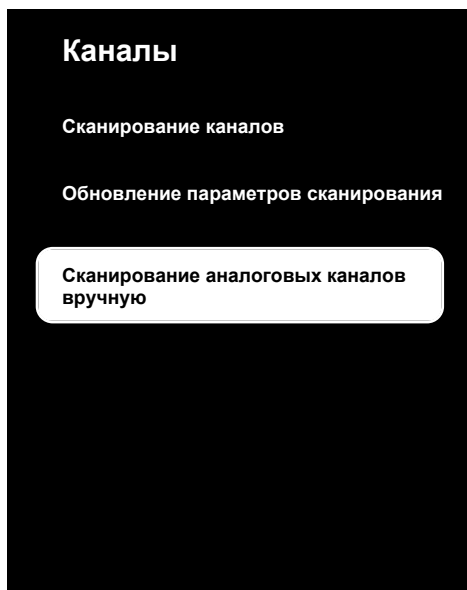 Каналы
Сканирование каналов
Обновление параметров сканирования
Сканирование аналоговых каналов
вручную